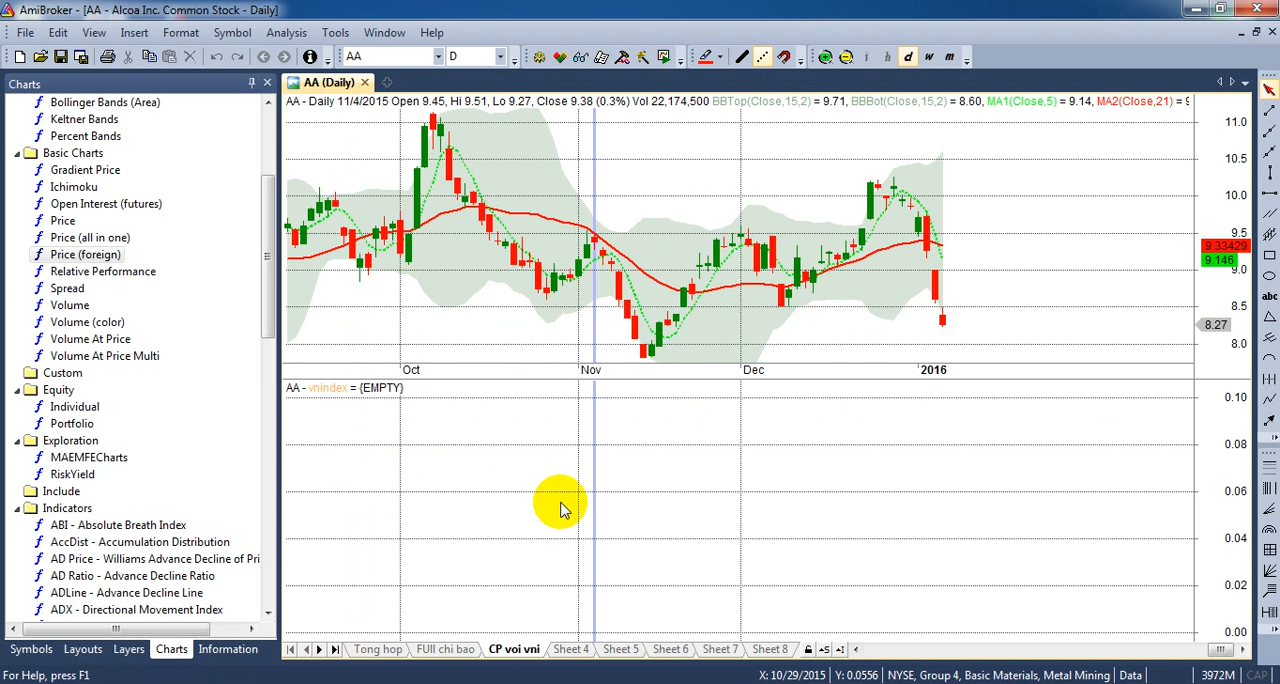 AmiBroker - [AA - Alcoa Inc. Common Stock - Daily]
File Edit View Insert Format Symbol Analysis Tools Window Help
AA D i h d w m
Charts
AA (Daily)
Bollinger Bands (Area)
Keltner Bands
Percent Bands
Basic Charts
Gradient Price
Ichimoku
Open Interest (futures)
Price
Price (all in one)
Price (foreign)
Relative Performance
Spread
Volume
Volume (color)
Volume At Price
Volume At Price Multi
Custom
Equity
Individual
Portfolio
Exploration
MAEMFECharts
RiskYield
Include
Indicators
ABI - Absolute Breath Index
AccDist - Accumulation Distribution
AD Price - Williams Advance Decline of Pri
AD Ratio - Advance Decline Ratio
ADLine - Advance Decline Line
ADX - Directional Movement Index
AA - Daily 11/4/2015 Open 9.45, Hi 9.51, Lo 9.27, Close 9.38 (0.3%) Vol 22,174,500 BBTop(Close,15,2) = 9.71, BBBot(Close,15,2) = 8.60, MA1(Close,5) = 9.14, MA2(Close,21) = 9
11.0
10.5
10.0
9.5
9.33429
9.146
9.0
8.5
8.27
8.0
Oct Nov Dec 2016
AA - vnindex = {EMPTY}
0.10
0.08
0.06
0.04
0.02
0.00
abc
Symbols Layouts Layers Charts Information
Tong hop FUll chi bao CP voi vni Sheet 4 Sheet 5 Sheet 6 Sheet 7 Sheet 8
For Help, press F1
X: 10/29/2015 Y: 0.0556 NYSE, Group 4, Basic Materials, Metal Mining Data 3972M CAP